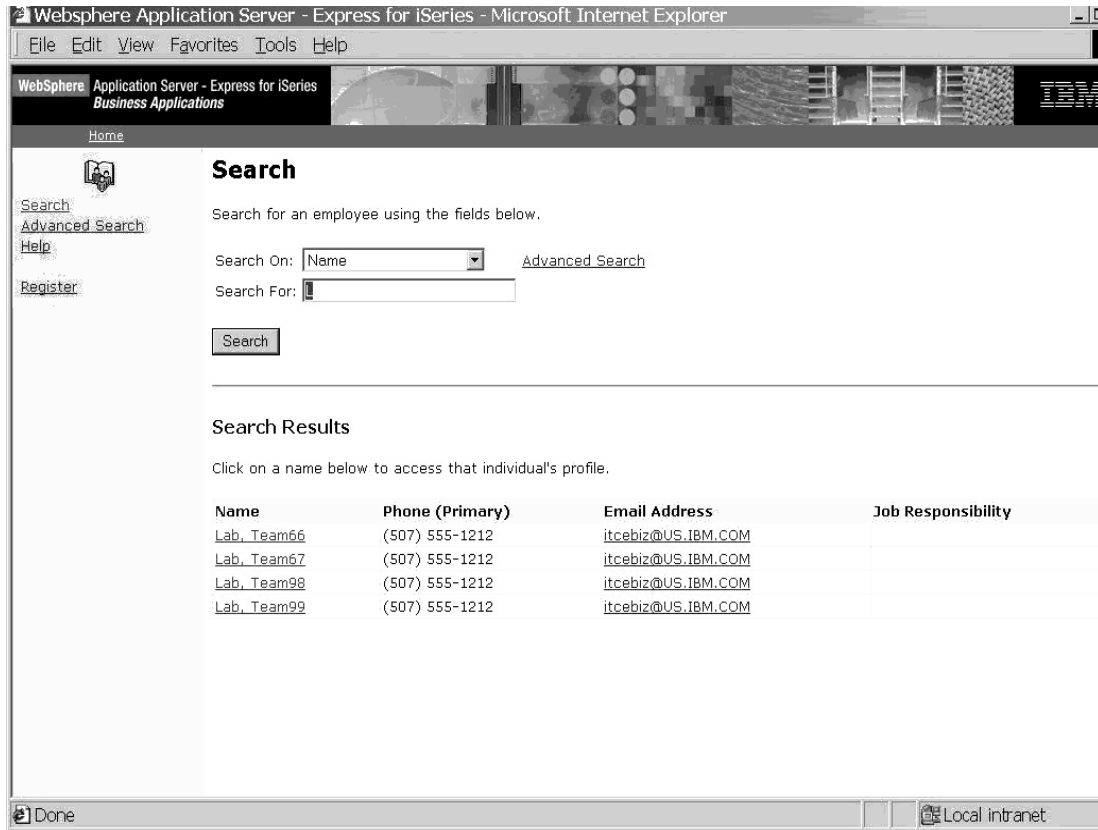 Websphere Application Server - Express for iSeries - Microsoft Internet Explorer
File Edit View Favorites Tools Help
WebSphere Application Server - Express for iSeries
Business Applications
IBM
Home
Search
Search
Advanced Search
Help
Register
Search for an employee using the fields below.
Search On: Name Advanced Search
Search For: L
Search
Search Results
Click on a name below to access that individual's profile.
Name Phone (Primary) Email Address Job Responsibility
Lab, Team66 (507) 555-1212 itcebiz@US.IBM.COM
Lab, Team67 (507) 555-1212 itcebiz@US.IBM.COM
Lab, Team98 (507) 555-1212 itcebiz@US.IBM.COM
Lab, Team99 (507) 555-1212 itcebiz@US.IBM.COM
Done Local intranet